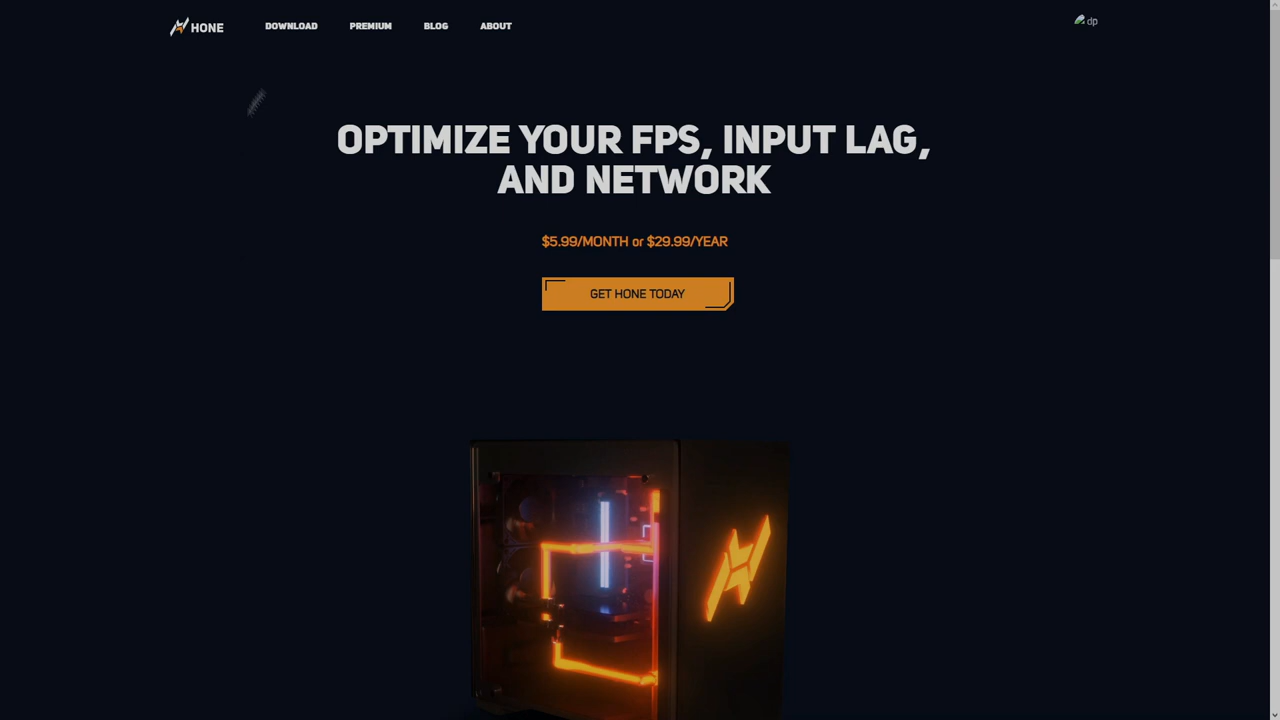 HONE
DOWNLOAD
PREMIUM
BLOG
ABOUT
dp
OPTIMIZE YOUR FPS, INPUT LAG,
AND NETWORK
$5.99/MONTH or $29.99/YEAR
GET HONE TODAY